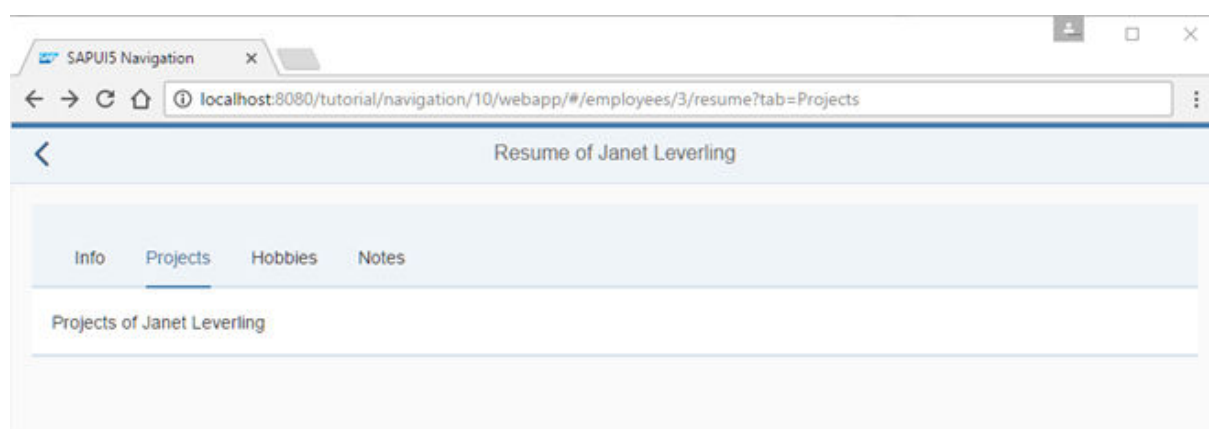 SAPUI5 Navigation
localhost:8080/tutorial/navigation/10/webapp/#/employees/3/resume?tab=Projects
Resume of Janet Leverling
Info Projects Hobbies Notes
Projects of Janet Leverling